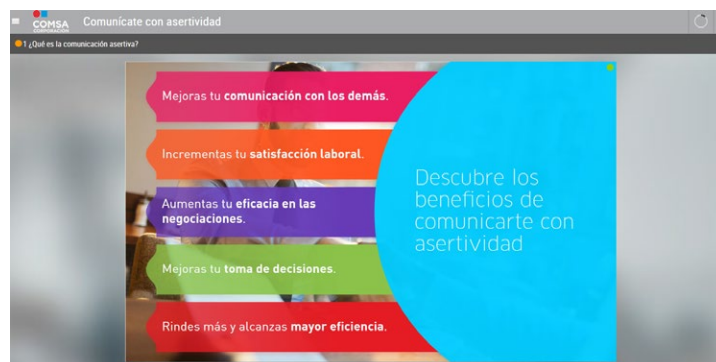 COMSA
CORPORACIÓN
Comunícate con asertividad
1 ¿Qué es la comunicación asertiva?
Mejoras tu comunicación con los demás.
Incrementas tu satisfacción laboral.
Aumentas tu eficacia en las
negociaciones.
Mejoras tu toma de decisiones.
Rindes más y alcanzas mayor eficiencia.
Descubre los
beneficios de
comunicarte con
asertividad